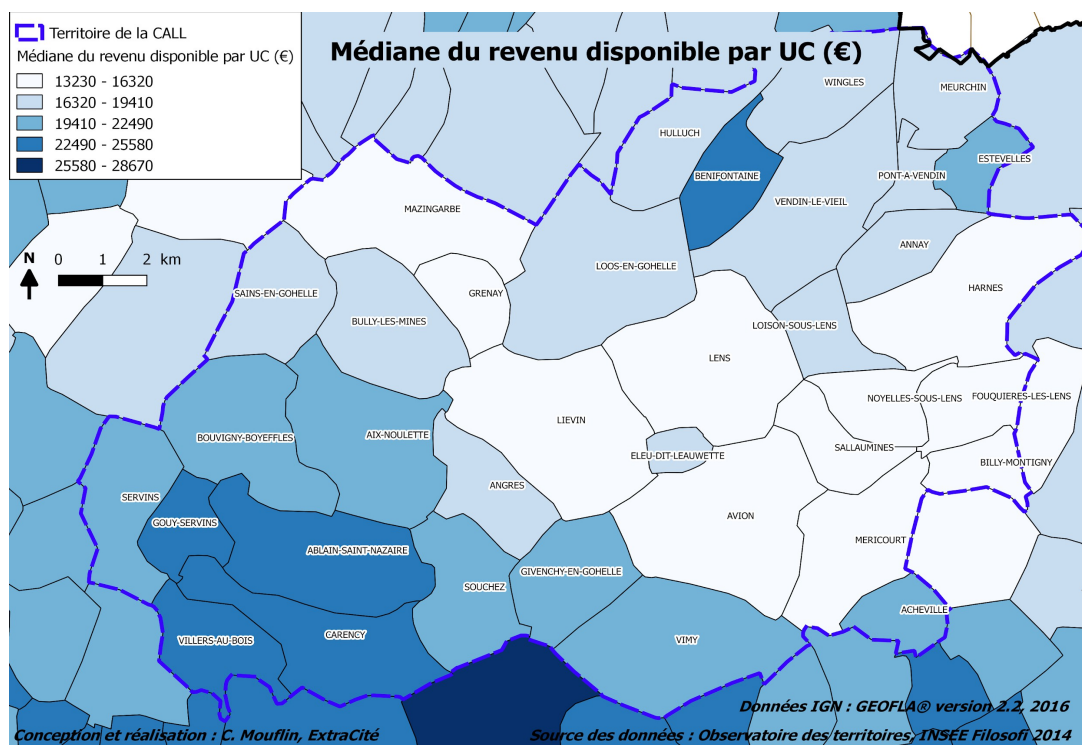 Médiane du revenu disponible par UC (€)
Territoire de la CALL
Médiane du revenu disponible par UC (€)
13230 - 16320
16320 - 19410
19410 - 22490
22490 - 25580
25580 - 28670
N
0 1 2 km
WINGLES
MEURCHIN
HULLUCH
ESTEVELLES
BENIFONTAINE
PONT-A-VENDIN
VENDIN-LE-VIEIL
MAZINGARBE
ANNAY
LOOS-EN-GOHELLE
HARNES
SAINS-EN-GOHELLE
GRENAY
BULLY-LES-MINES
LOISON-SOUS-LENS
LENS
NOYELLES-SOUS-LENS
FOUQUIERES-LES-LENS
LIEVIN
BOUVIGNY-BOYEFFLES
AIX-NOULETTE
SALLAUMINES
ELEU-DIT-LEAUWETTE
BILLY-MONTIGNY
ANGRES
SERVINS
AVION
GOUY-SERVINS
MERICOURT
ABLAIN-SAINT-NAZAIRE
GIVENCHY-EN-GOHELLE
SOUCHEZ
ACHEVILLE
VILLERS-AU-BOIS
CARENCY
VIMY
Données IGN : GEOFLA® version 2.2, 2016
Conception et réalisation : C. Mouflin, ExtraCité
Source des données : Observatoire des territoires, INSEE Filosofi 2014